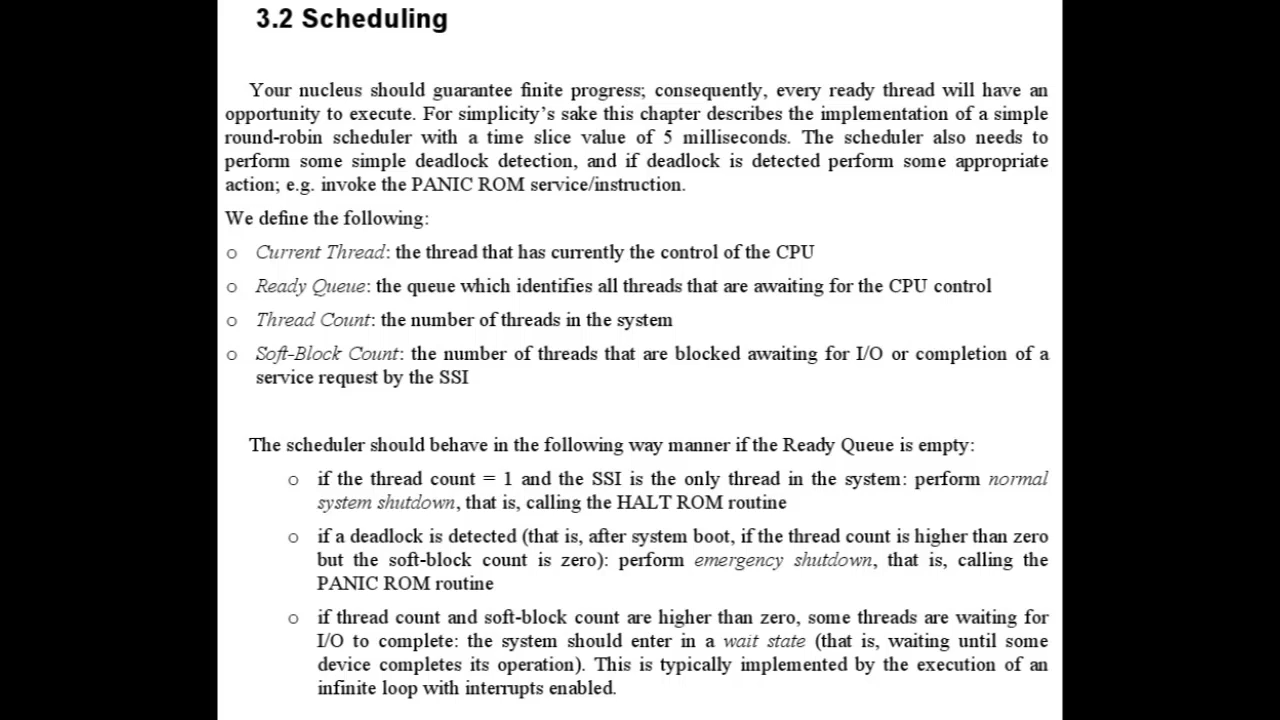 3.2 Scheduling
Your nucleus should guarantee finite progress; consequently, every ready thread will have an
opportunity to execute. For simplicity's sake this chapter describes the implementation of a simple
round-robin scheduler with a time slice value of 5 milliseconds. The scheduler also needs to
perform some simple deadlock detection, and if deadlock is detected perform some appropriate
action; e.g. invoke the PANIC ROM service/instruction.
We define the following:
o Current Thread: the thread that has currently the control of the CPU
o Ready Queue: the queue which identifies all threads that are awaiting for the CPU control
o Thread Count: the number of threads in the system
o Soft-Block Count: the number of threads that are blocked awaiting for I/O or completion of a
service request by the SSI
The scheduler should behave in the following way manner if the Ready Queue is empty:
o if the thread count = 1 and the SSI is the only thread in the system: perform normal
system shutdown, that is, calling the HALT ROM routine
o if a deadlock is detected (that is, after system boot, if the thread count is higher than zero
but the soft-block count is zero): perform emergency shutdown, that is, calling the
PANIC ROM routine
o if thread count and soft-block count are higher than zero, some threads are waiting for
I/O to complete: the system should enter in a wait state (that is, waiting until some
device completes its operation). This is typically implemented by the execution of an
infinite loop with interrupts enabled.